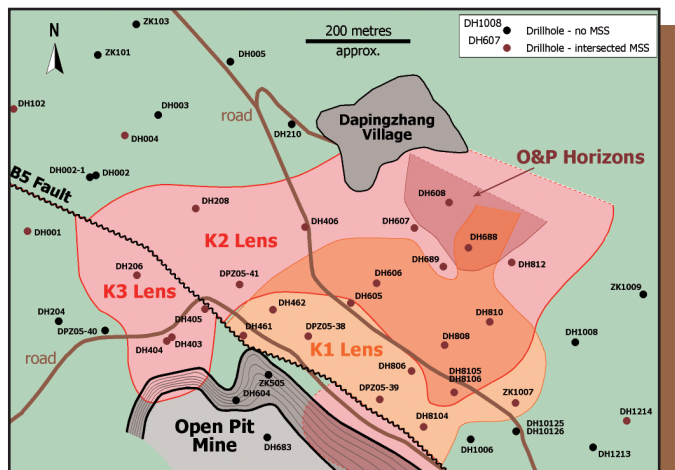 ZK103
ZK101
N
DH005
200 metres
approx.
DH1008
Drillhole - no MSS
DH607
Drillhole - intersected MSS
DH102
DH003
DH004
road
DH210
Dapingzhang
Village
O&P Horizons
DH002-1
DH002
B5 Fault
DH208
DH608
DH001
K2 Lens
DH406
DH607
DH688
DH689
DH812
DH206
K3 Lens
DPZ05-41
DH606
DH605
ZK1009
DH204
DPZ05-40
DH405
DH462
DH461
DPZ05-38
DH810
DH808
DH1008
road
DH404
DH403
K1 Lens
ZK505
DH806
DH8105
DH8106
DH604
DPZ05-39
ZK1007
Open Pit
Mine
DH683
DH8104
DH1006
DH10125
DH10126
DH1214
DH1213